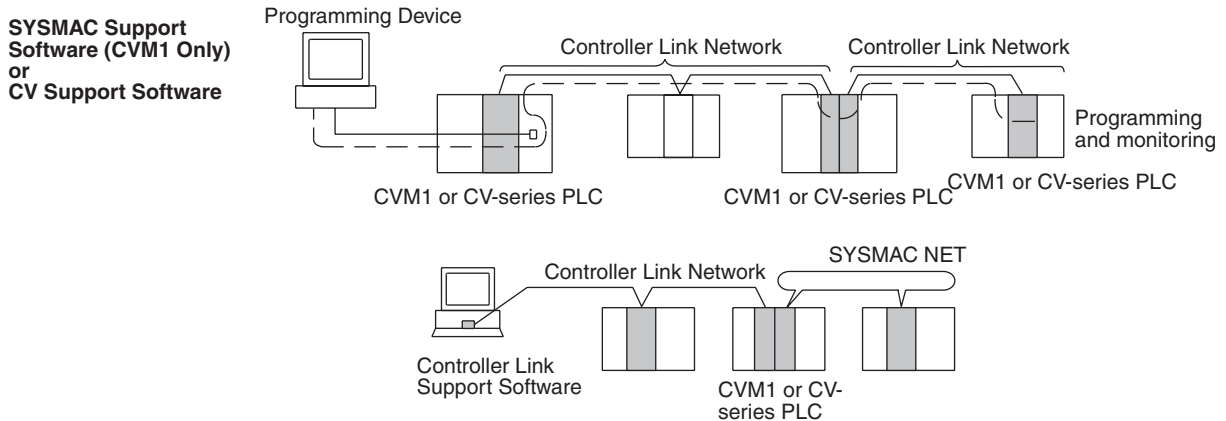 SYSMAC Support
Software (CVM1 Only)
or
CV Support Software
Programming Device
Controller Link Network
Controller Link Network
Programming
and monitoring
CVM1 or CV-series PLC
CVM1 or CV-series PLC
CVM1 or CV-series PLC
SYSMAC NET
Controller Link Network
Controller Link
Support Software
CVM1 or CV-
series PLC